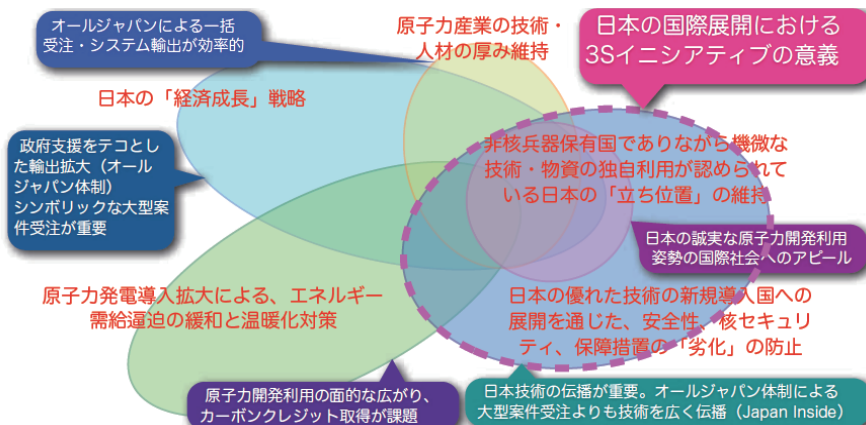 オールジャパンによる一括
受注・システム輸出が効率的
原子力産業の技術・
人材の厚み維持
日本の国際展開における
3Sイニシアティブの意義
日本の「経済成長」戦略
政府支援をテコとし
た輸出拡大（オール
ジャパン体制）
シンボリックな大型案
件受注が重要
非核兵器保有国でありながら機微な
技術・物資の独自利用が認められて
いる日本の「立ち位置」の維持
日本の誠実な原子力開発利用
姿勢の国際社会へのアピール
原子力発電導入拡大による、エネルギー
需給逼迫の緩和と温暖化対策
日本の優れた技術の新規導入国への
展開を通じた、安全性、核セキュリ
ティ、保障措置の「劣化」の防止
原子力開発利用の面的な広がり、
カーボンクレジット取得が課題
日本技術の伝播が重要。オールジャパン体制による
大型案件受注よりも技術を広く伝播（Japan Inside）